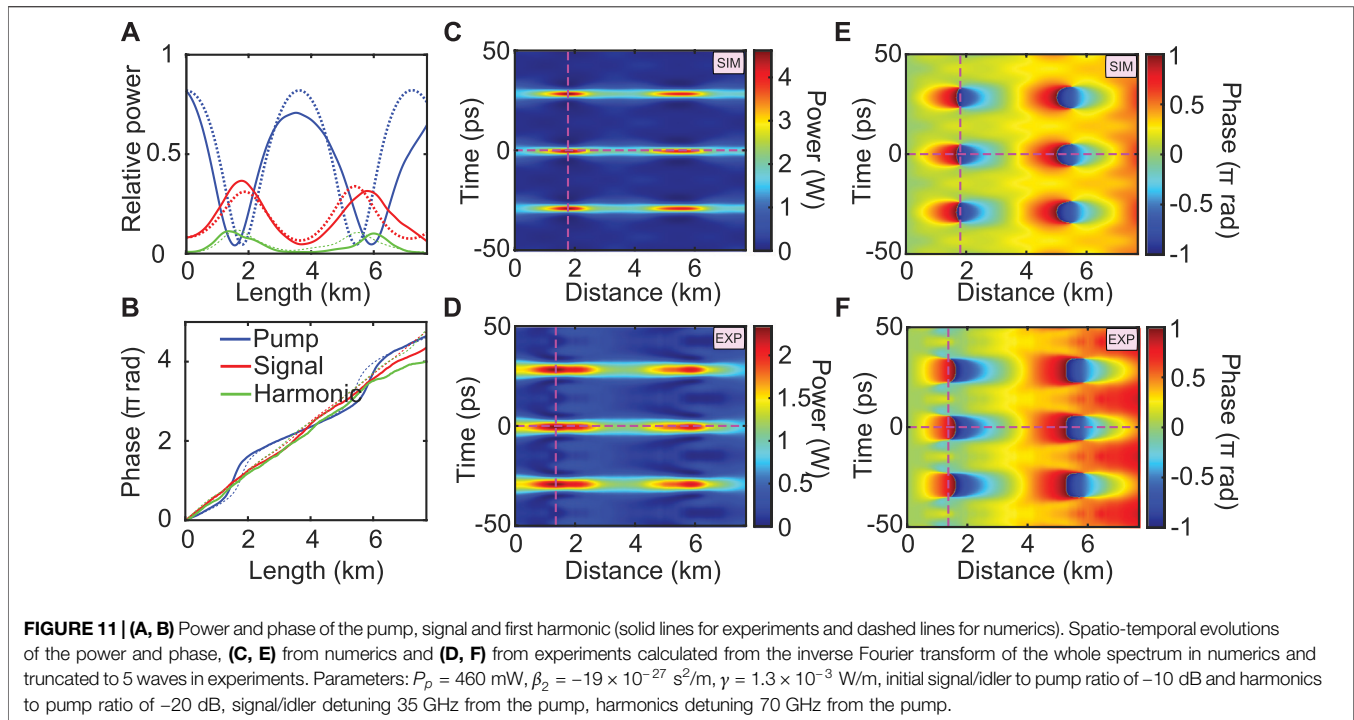 A
1
0.5
0
Relative power
0 2 4 6
Length (km)
B
4
2
0
Phase (π rad)
Pump
Signal
Harmonic
0 2 4 6
Length (km)
C
50
0
-50
Time (ps)
SIM
0 2 4 6
Distance (km)
4
3
2
1
0
Power (W)
D
50
0
-50
Time (ps)
EXP
0 2 4 6
Distance (km)
2
1.5
1
0.5
0
Power (W)
E
50
0
-50
Time (ps)
SIM
0 2 4 6
Distance (km)
1
0.5
0
-0.5
-1
Phase (π rad)
F
50
0
-50
Time (ps)
EXP
0 2 4 6
Distance (km)
1
0.5
0
-0.5
-1
Phase (π rad)
FIGURE 11 | (A, B) Power and phase of the pump, signal and first harmonic (solid lines for experiments and dashed lines for numerics). Spatio-temporal evolutions
of the power and phase, (C, E) from numerics and (D, F) from experiments calculated from the inverse Fourier transform of the whole spectrum in numerics and
truncated to 5 waves in experiments. Parameters: Pₚ = 460 mW, β₂ = −19 × 10⁻²⁷ s²/m, γ = 1.3 × 10⁻³ W/m, initial signal/idler to pump ratio of −10 dB and harmonics
to pump ratio of −20 dB, signal/idler detuning 35 GHz from the pump, harmonics detuning 70 GHz from the pump.